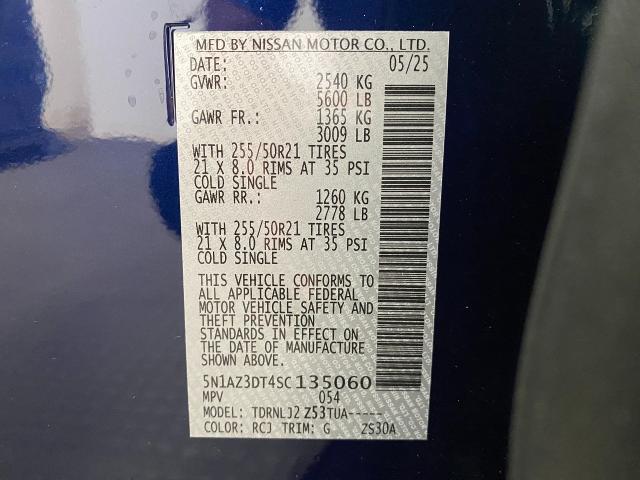 MFD BY NISSAN MOTOR CO., LTD.
DATE: 05/25
GVWR: 2540 KG
5600 LB
GAWR FR.: 1365 KG
3009 LB
WITH 255/50R21 TIRES
21 X 8.0 RIMS AT 35 PSI
COLD SINGLE
GAWR RR.: 1260 KG
2778 LB
WITH 255/50R21 TIRES
21 X 8.0 RIMS AT 35 PSI
COLD SINGLE
THIS VEHICLE CONFORMS TO
ALL APPLICABLE FEDERAL
MOTOR VEHICLE SAFETY AND
THEFT PREVENTION
STANDARDS IN EFFECT ON
THE DATE OF MANUFACTURE
SHOWN ABOVE.
5N1AZ3DT4SC135060
MPV 054
MODEL: TDRNLJ2 Z53TUA-----
COLOR: RCJ TRIM: G ZS30A